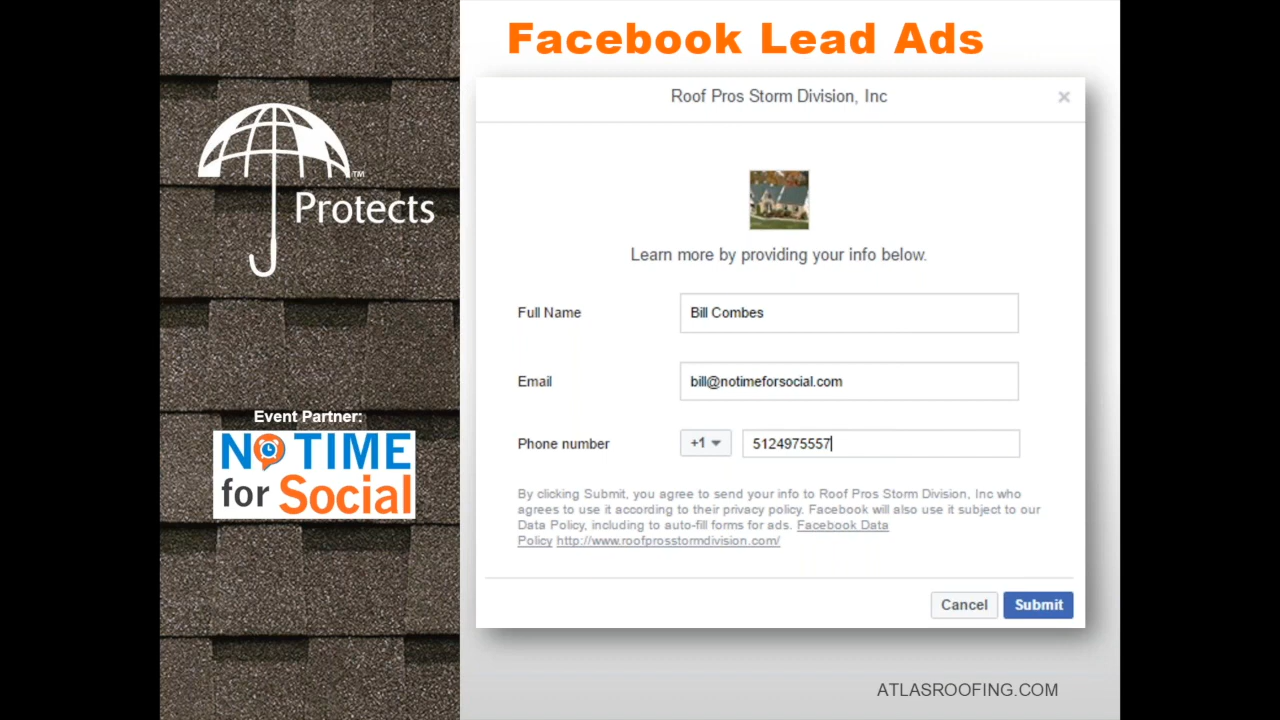 Facebook Lead Ads
Roof Pros Storm Division, Inc
×
TM
Protects
Learn more by providing your info below.
Full Name
Bill Combes
Email
bill@notimeforsocial.com
Event Partner:
NO TIME
for Social
Phone number
+1
5124975557
By clicking Submit, you agree to send your info to Roof Pros Storm Division, Inc who
agrees to use it according to their privacy policy. Facebook will also use it subject to our
Data Policy, including to auto-fill forms for ads. Facebook Data
Policy http://www.roofprosstormdivision.com/
Cancel
Submit
ATLASROOFING.COM